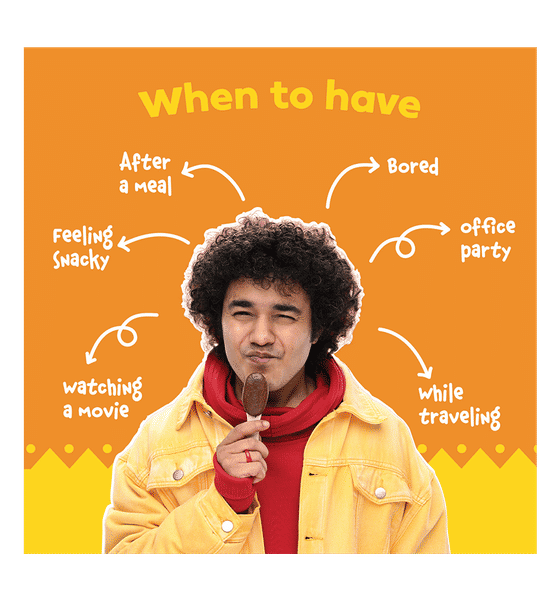 When to have
After
a meal
Bored
Feeling
Snacky
office
party
watching
a movie
while
traveling